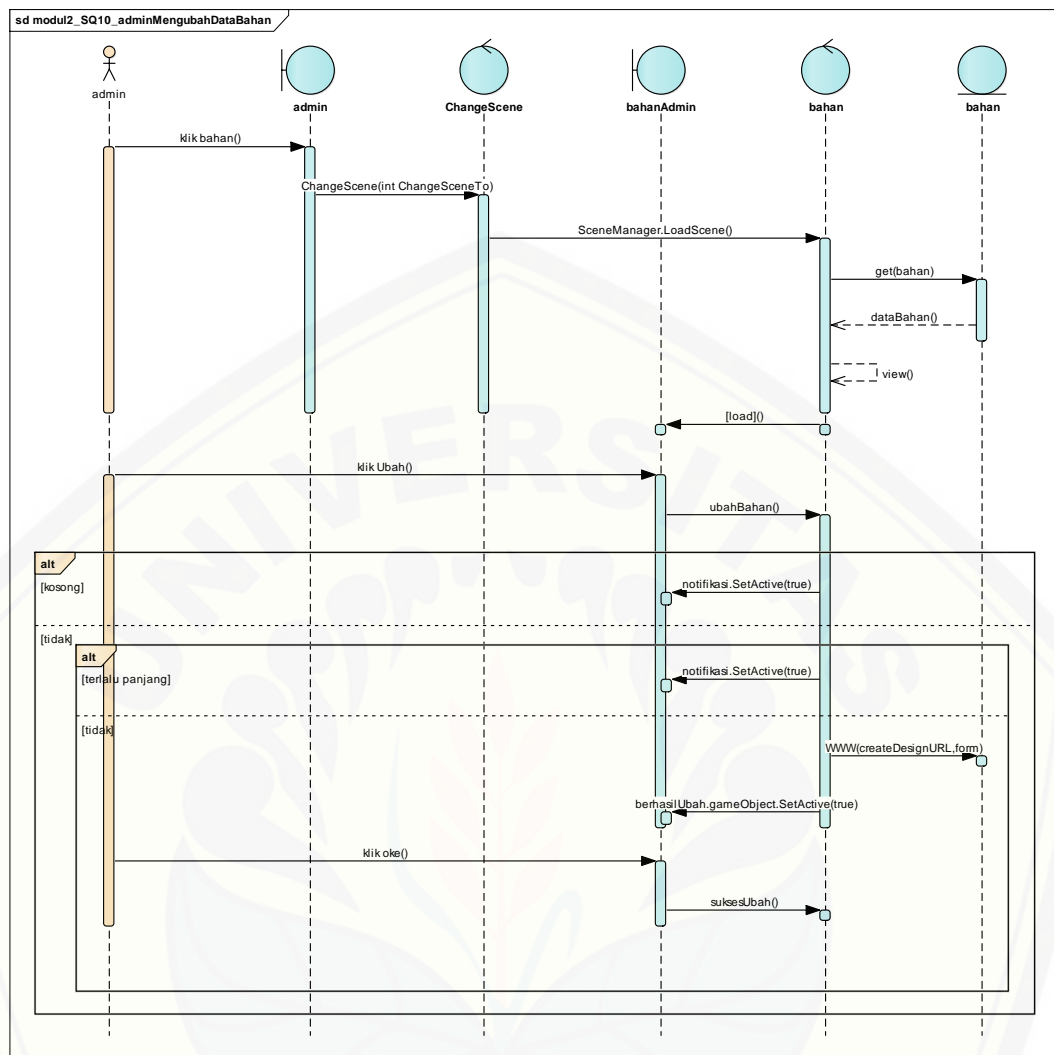 sd modul2_SQ10_adminMengubahDataBahan
admin
admin
ChangeScene
bahanAdmin
bahan
bahan
klik bahan()
ChangeScene(int ChangeSceneTo)
SceneManager.LoadScene()
get(bahan)
dataBahan()
view()
[load]()
klik Ubah()
ubahBahan()
alt
[kosong]
notifikasi.SetActive(true)
[tidak]
alt
[terlalu panjang]
notifikasi.SetActive(true)
[tidak]
WWW(createDesignURL,form)
berhasilUbah.gameObject.SetActive(true)
klik oke()
suksesUbah()
UNIVERSITAS